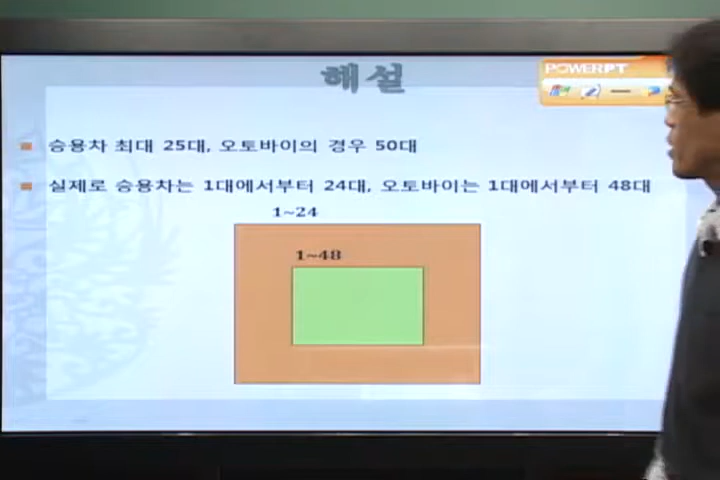 해설
POWERPT
승용차 최대 25대, 오토바이의 경우 50대
실제로 승용차는 1대에서부터 24대, 오토바이는 1대에서부터 48대
1~24
1~48